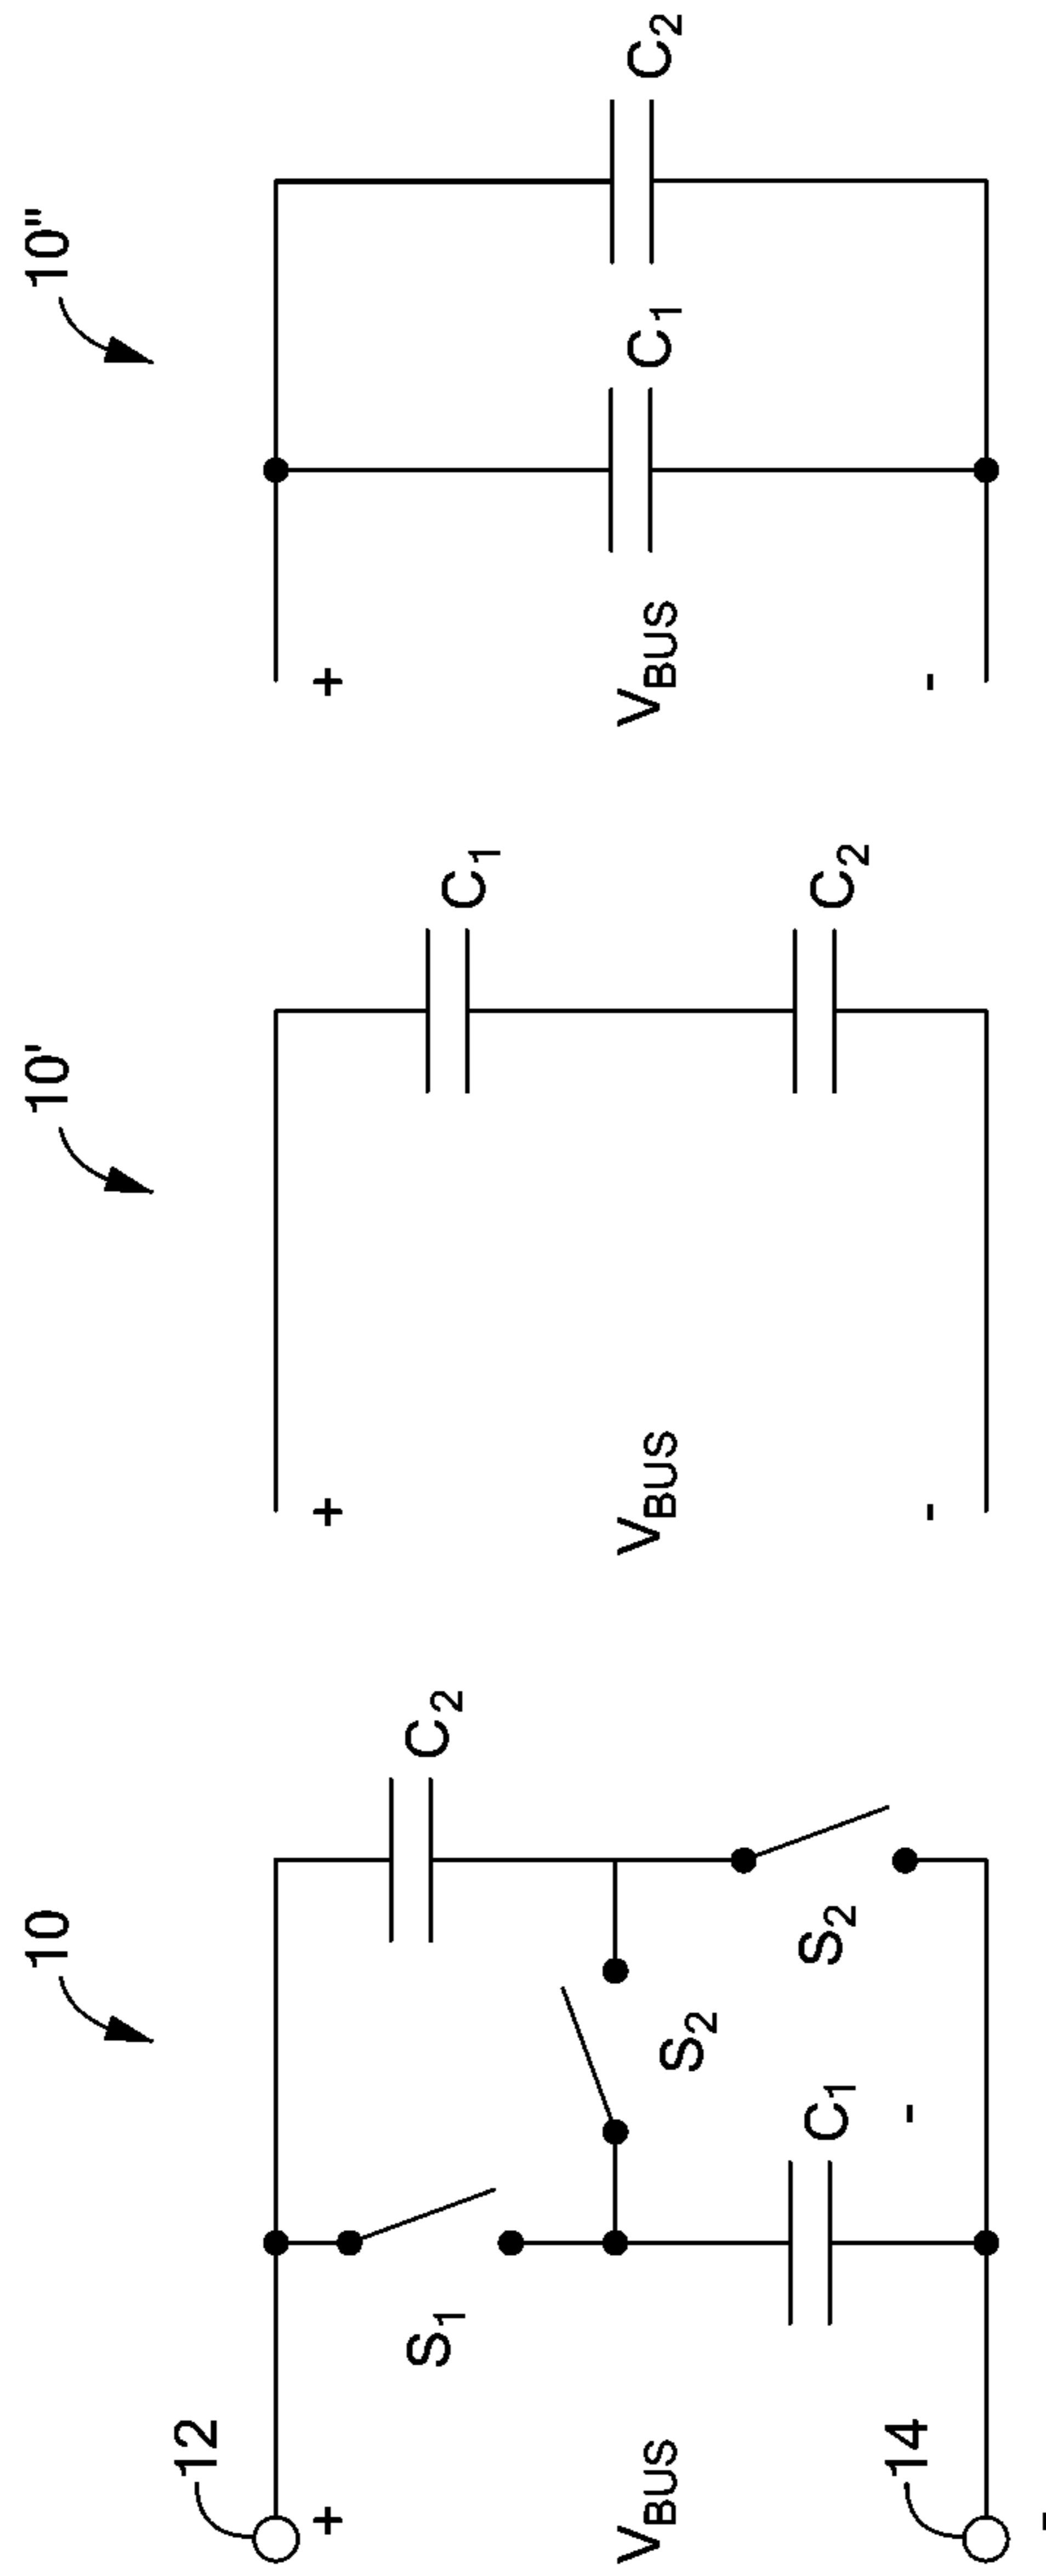 10
12
+
S₁
C₂
V_BUS
S₂
C₁
S₂
14
-
-
10'
+
C₁
V_BUS
C₂
-
10"
+
V_BUS
C₁
C₂
-